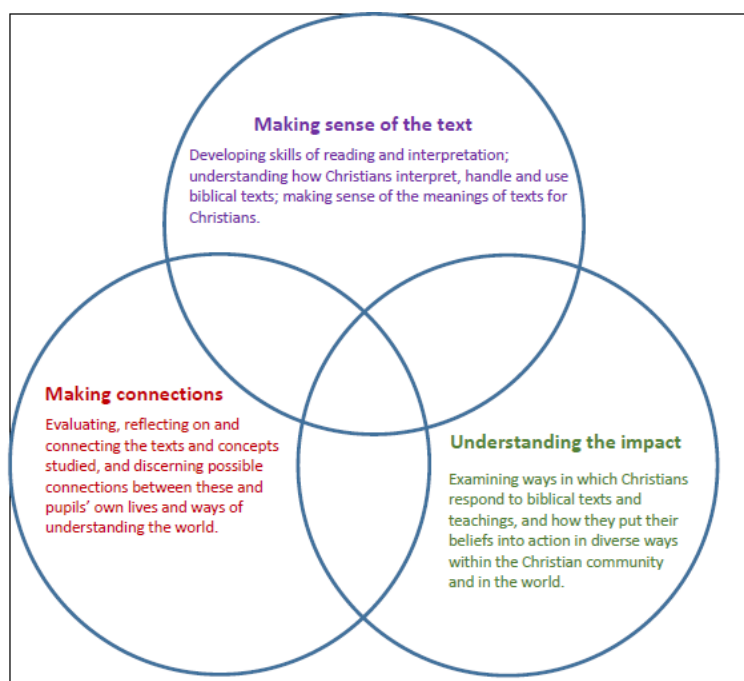 Making sense of the text
Developing skills of reading and interpretation;
understanding how Christians interpret, handle and use
biblical texts; making sense of the meanings of texts for
Christians.
Making connections
Evaluating, reflecting on and
connecting the texts and concepts
studied, and discerning possible
connections between these and
pupils' own lives and ways of
understanding the world.
Understanding the impact
Examining ways in which Christians
respond to biblical texts and
teachings, and how they put their
beliefs into action in diverse ways
within the Christian community
and in the world.